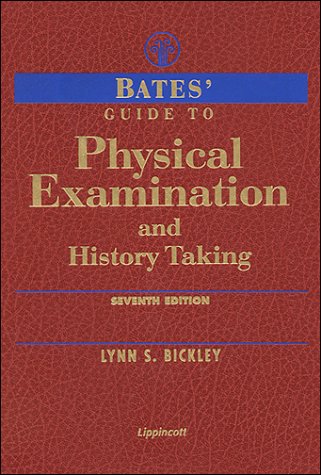 BATES'
GUIDE TO
Physical
Examination
and
History Taking
SEVENTH EDITION
LYNN S. BICKLEY
Lippincott